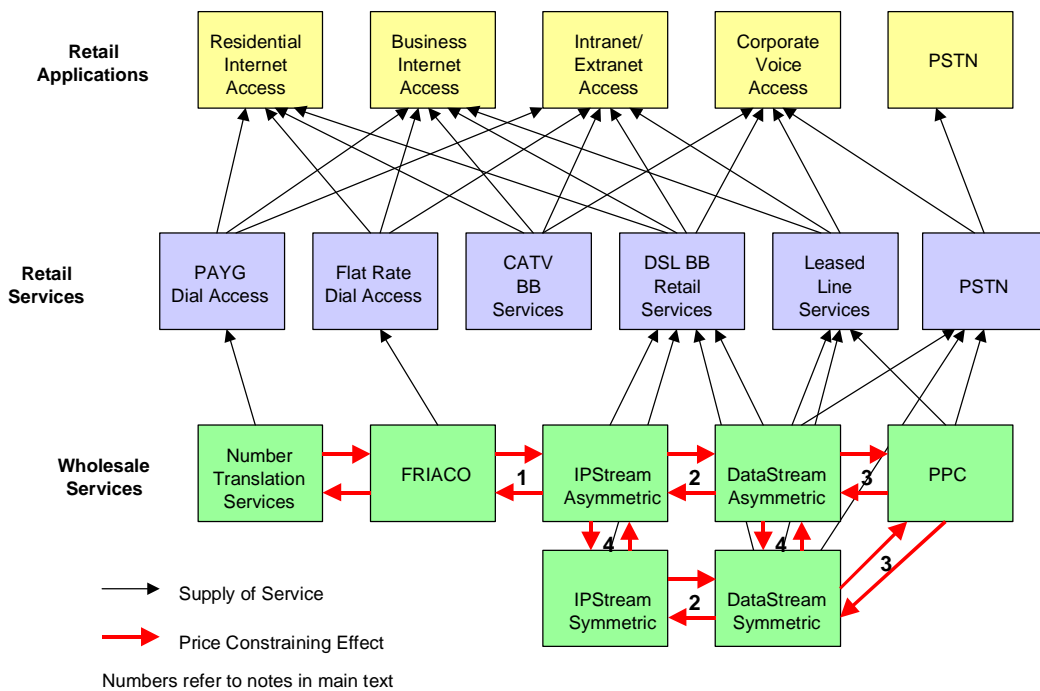 Retail
Applications
Residential
Internet
Access
Business
Internet
Access
Intranet/
Extranet
Access
Corporate
Voice
Access
PSTN
Retail
Services
PAYG
Dial Access
Flat Rate
Dial Access
CATV
BB
Services
DSL BB
Retail
Services
Leased
Line
Services
PSTN
Wholesale
Services
Number
Translation
Services
FRIACO
1
IPStream
Asymmetric
2
DataStream
Asymmetric
3
PPC
4
4
3
IPStream
Symmetric
2
DataStream
Symmetric
Supply of Service
Price Constraining Effect
Numbers refer to notes in main text